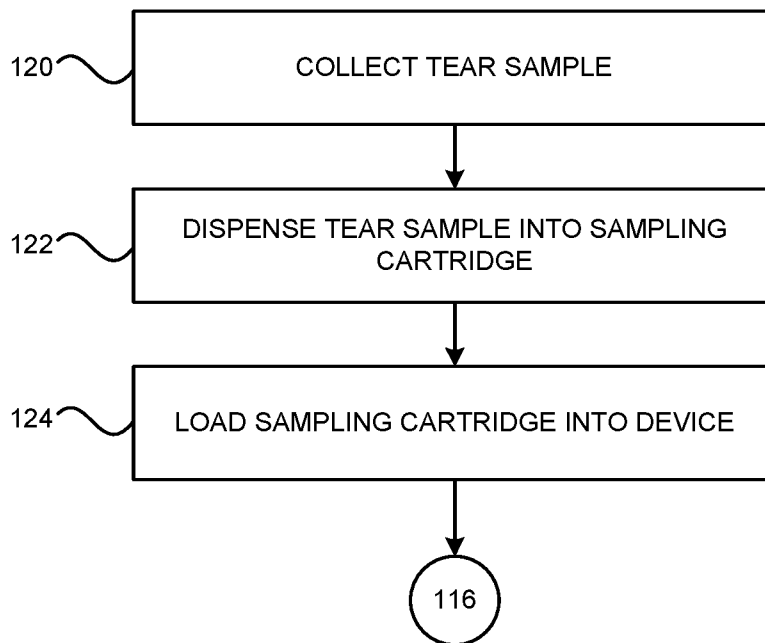 120
COLLECT TEAR SAMPLE
122
DISPENSE TEAR SAMPLE INTO SAMPLING
CARTRIDGE
124
LOAD SAMPLING CARTRIDGE INTO DEVICE
116